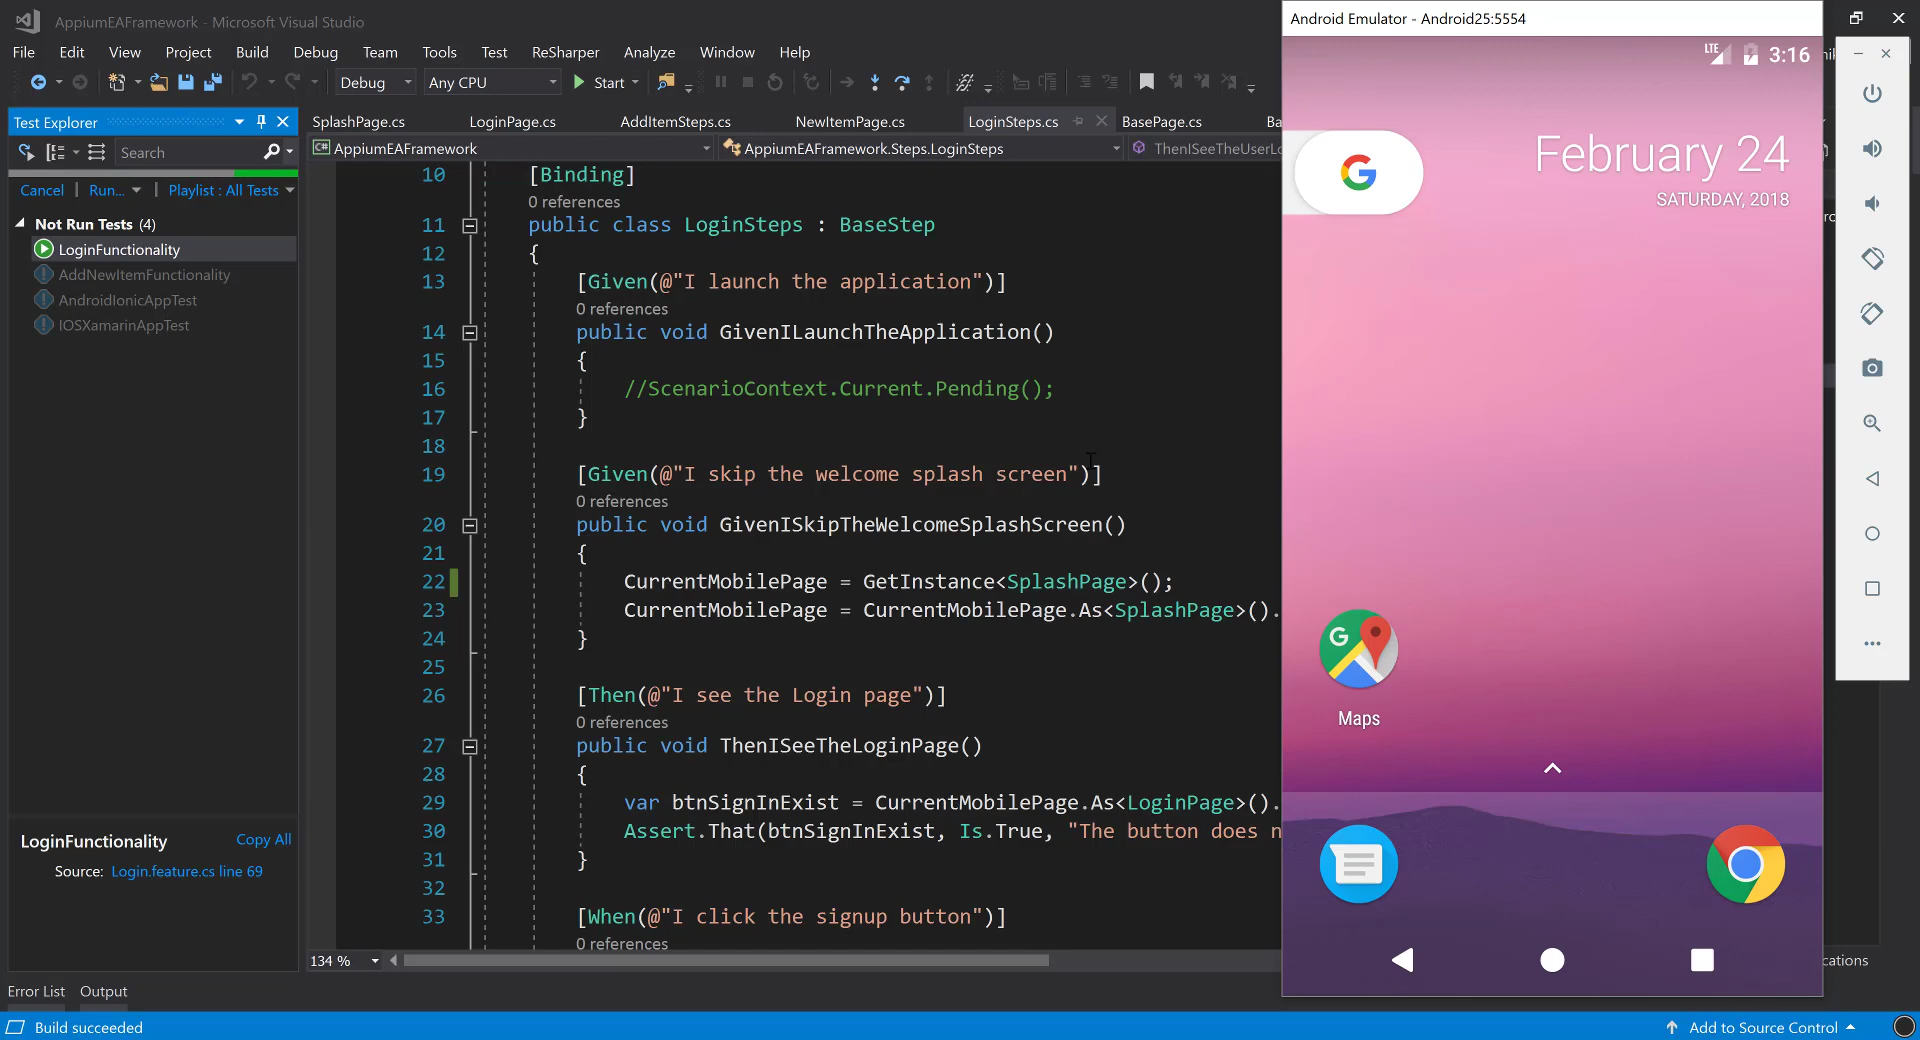 AppiumEAFramework - Microsoft Visual Studio
File Edit View Project Build Debug Team Tools Test ReSharper Analyze Window Help
Debug Any CPU Start
Test Explorer
Search
Cancel Run... Playlist : All Tests
Not Run Tests (4)
LoginFunctionality
AddNewItemFunctionality
AndroidIonicAppTest
IOSXamarinAppTest
LoginFunctionality Copy All
Source: Login.feature.cs line 69
SplashPage.cs LoginPage.cs AddItemSteps.cs NewItemPage.cs LoginSteps.cs BasePage.cs Ba
AppiumEAFramework AppiumEAFramework.Steps.LoginSteps ThenISeeTheUserLo
10 [Binding]
0 references
11 public class LoginSteps : BaseStep
12 {
13 [Given(@"I launch the application")]
0 references
14 public void GivenILaunchTheApplication()
15 {
16 //ScenarioContext.Current.Pending();
17 }
18
19 [Given(@"I skip the welcome splash screen")]
0 references
20 public void GivenISkipTheWelcomeSplashScreen()
21 {
22 CurrentMobilePage = GetInstance<SplashPage>();
23 CurrentMobilePage = CurrentMobilePage.As<SplashPage>().
24 }
25
26 [Then(@"I see the Login page")]
0 references
27 public void ThenISeeTheLoginPage()
28 {
29 var btnSignInExist = CurrentMobilePage.As<LoginPage>().
30 Assert.That(btnSignInExist, Is.True, "The button does n
31 }
32
33 [When(@"I click the signup button")]
0 references
134 %
Error List Output
Build succeeded
Add to Source Control
Android Emulator - Android25:5554
LTE 3:16
G
February 24
SATURDAY, 2018
G
Maps
cations